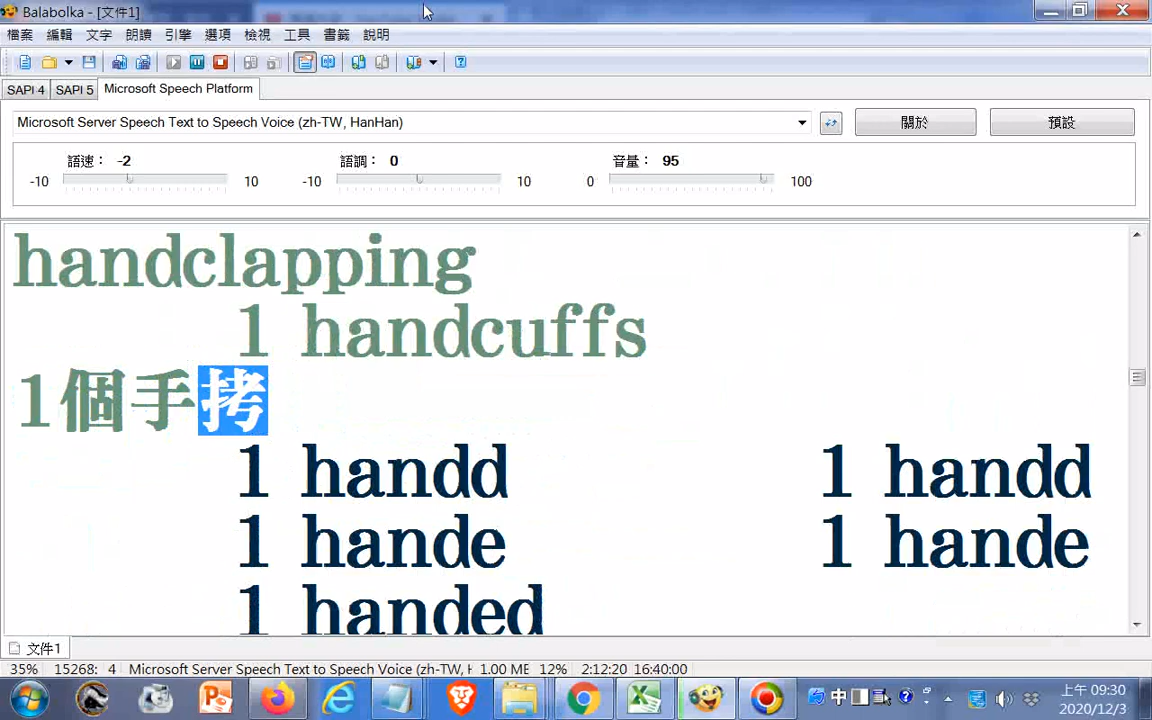 Balabolka - [文件1]
檔案 編輯 文字 朗讀 引擎 選項 檢視 工具 書籤 說明
SAPI 4 SAPI 5 Microsoft Speech Platform
Microsoft Server Speech Text to Speech Voice (zh-TW, HanHan) 關於 預設
語速： -2 語調： 0 音量： 95
-10 10 -10 10 0 100
handclapping
1 handcuffs
1個手拷
1 handd 1 handd
1 hande 1 hande
1 handed
文件1
35% 15268: 4 Microsoft Server Speech Text to Speech Voice (zh-TW, H 1.00 ME 12% 2:12:20 16:40:00
中 上午 09:30
2020/12/3